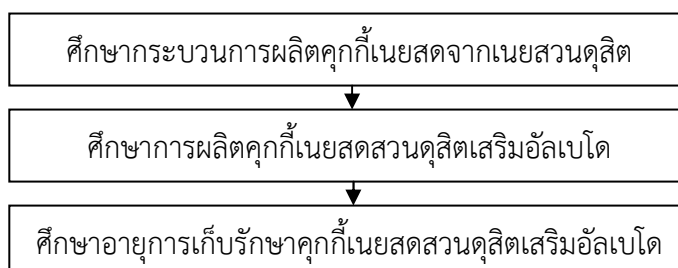 ศึกษากระบวนการผลิตคุกกี้เนยสดจากเนยสวนดุสิต
ศึกษาการผลิตคุกกี้เนยสดสวนดุสิตเสริมอัลเบโด
ศึกษาอายุการเก็บรักษาคุกกี้เนยสดสวนดุสิตเสริมอัลเบโด